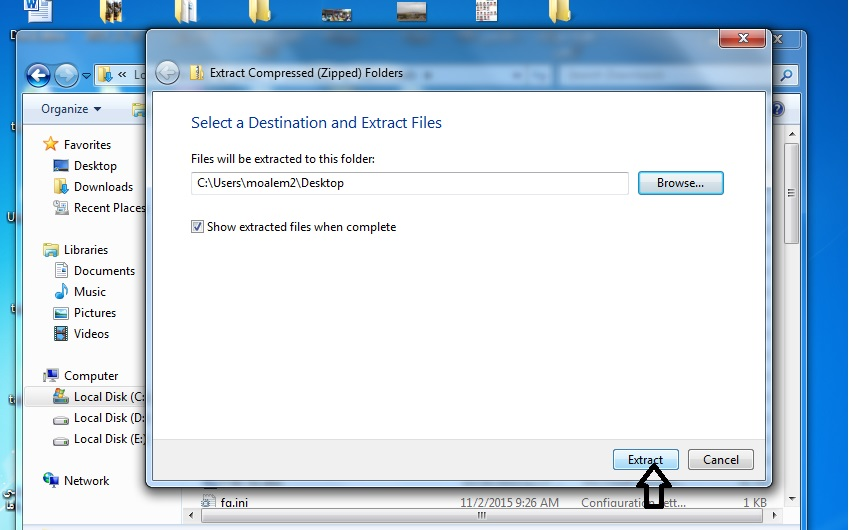 Extract Compressed (Zipped) Folders
Organize
Select a Destination and Extract Files
Files will be extracted to this folder:
C:\Users\moalem2\Desktop
Browse...
Show extracted files when complete
Favorites
Desktop
Downloads
Recent Places
Libraries
Documents
Music
Pictures
Videos
Computer
Local Disk (C:
Local Disk (D:
Local Disk (E:)
Network
Extract
Cancel
fg.ini 11/2/2015 9:26 AM Configuration sett... 1 KB